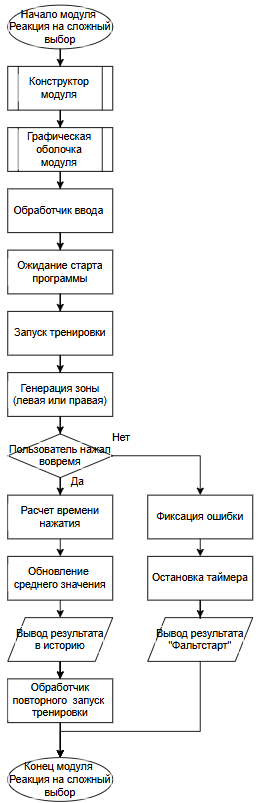 Начало модуля
Реакция на сложный
выбор
Конструктор
модуля
Графическая
оболочка
модуля
Обработчик ввода
Ожидание старта
программы
Запуск тренировки
Генерация зоны
(левая или правая)
Пользователь нажал
вовремя
Нет
Да
Расчет времени
нажатия
Фиксация ошибки
Обновление
среднего значения
Остановка таймера
Вывод результата
в историю
Вывод результата
"Фальтстарт"
Обработчик
повторного запуск
тренировки
Конец модуля
Реакция на сложный
выбор